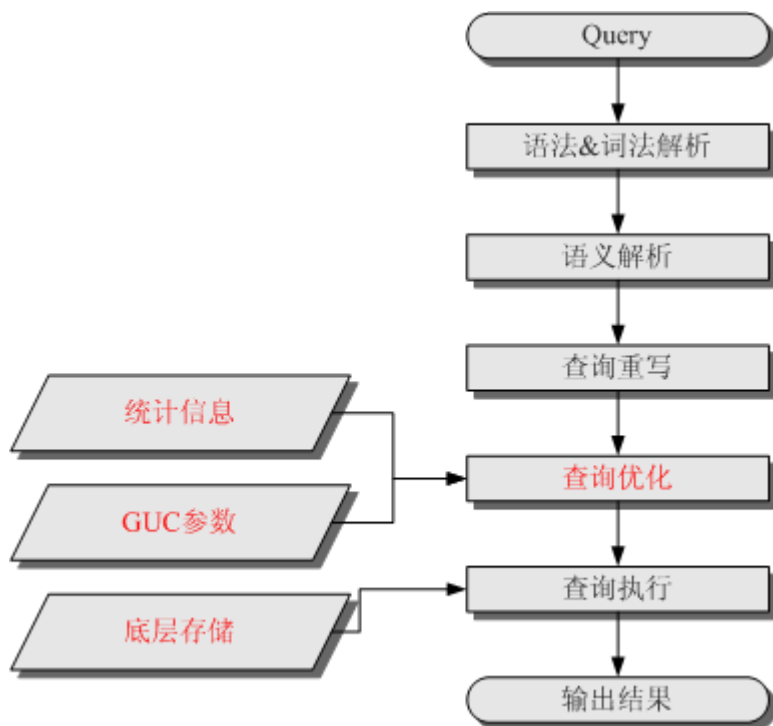 Query
语法&词法解析
语义解析
查询重写
统计信息
查询优化
GUC参数
查询执行
底层存储
输出结果